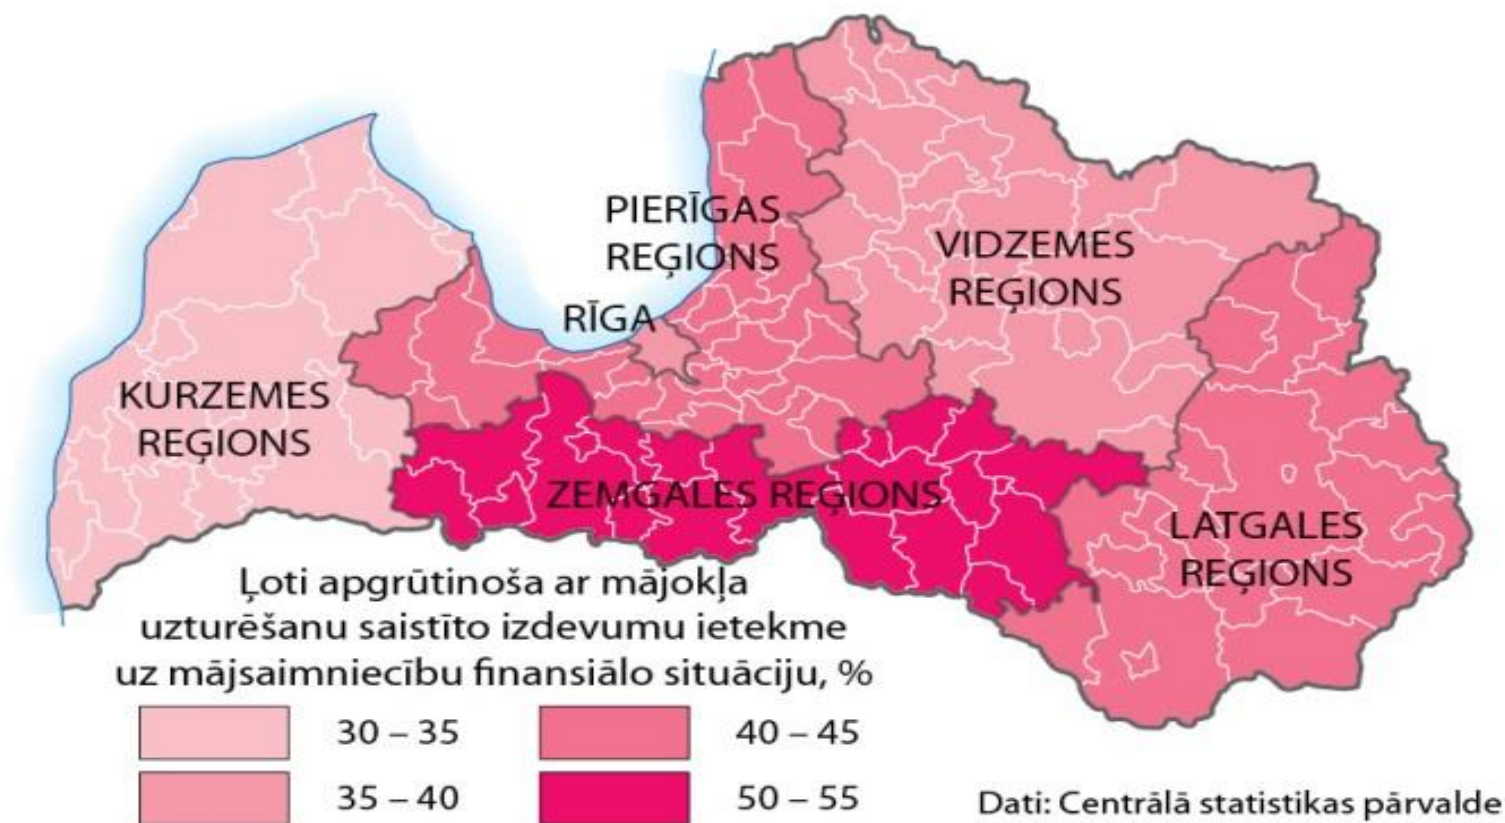 PIERĪGAS
REĢIONS
RĪGA
VIDZEMES
REĢIONS
KURZEMES
REĢIONS
ZEMGALES REĢIONS
LATGALES
REĢIONS
Ļoti apgrūtinoša ar mājokļa
uzturēšanu saistīto izdevumu ietekme
uz mājsaimniecību finansiālo situāciju, %
30 – 35
40 – 45
35 – 40
50 – 55
Dati: Centrālā statistikas pārvalde